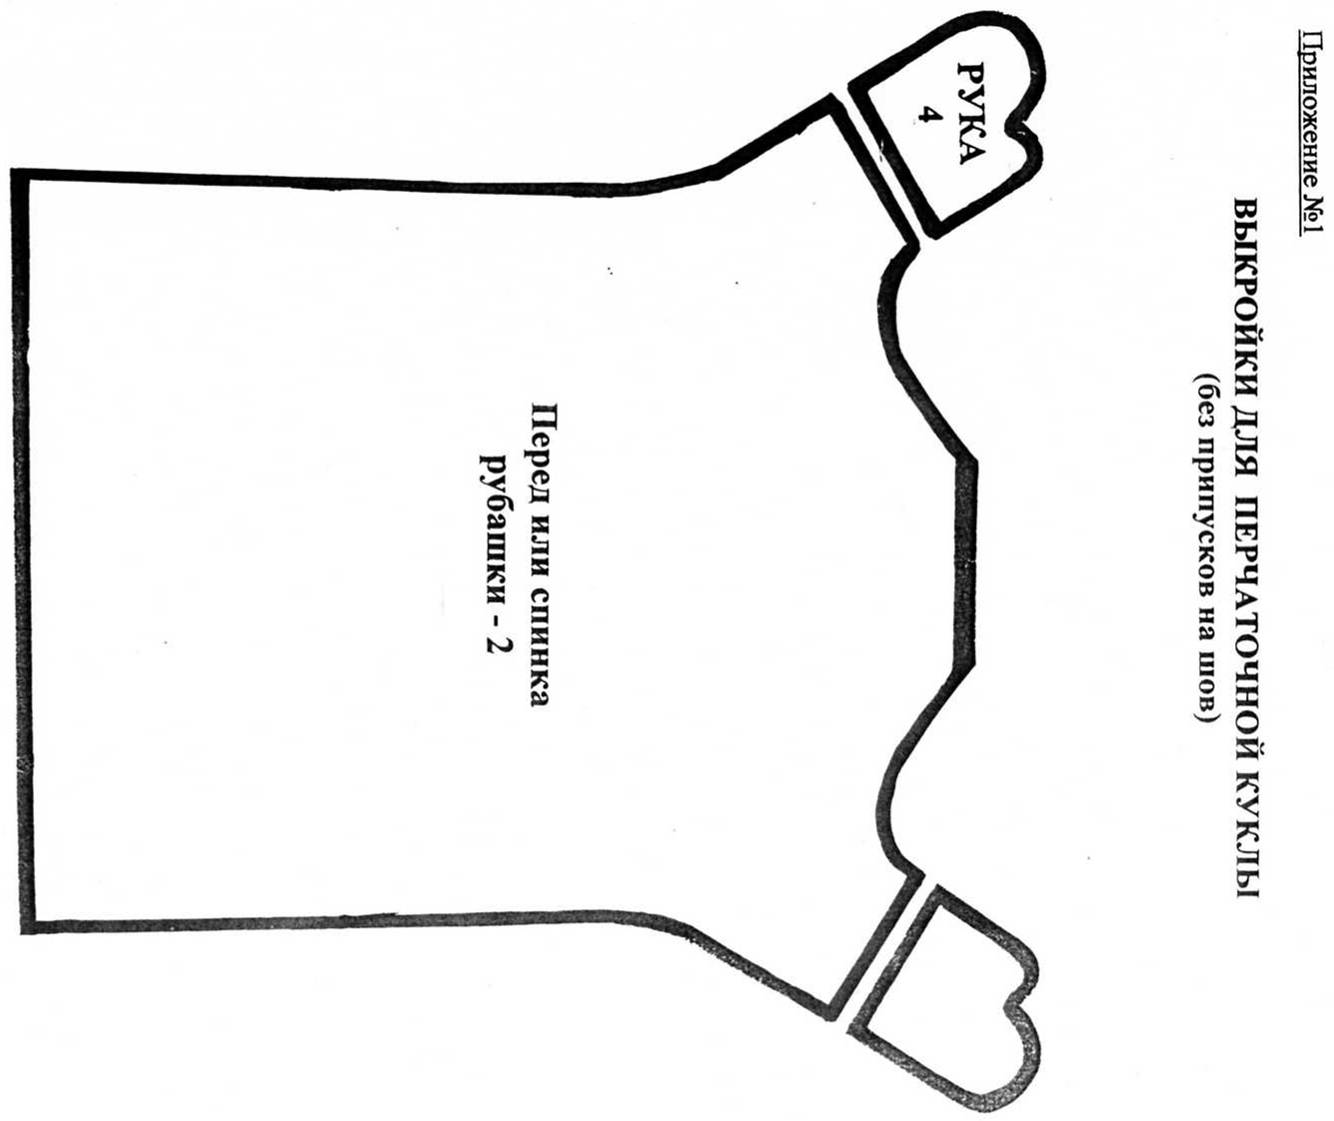 Приложение №1
ВЫКРОЙКИ ДЛЯ ПЕРЧАТОЧНОЙ КУКЛЫ
(без припусков на шов)
РУКА
4
Перед или спинка
рубашки - 2